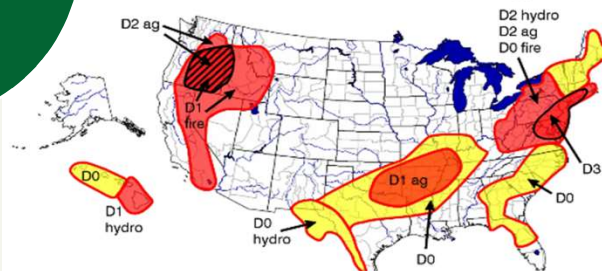 D2 ag
D2 hydro
D2 ag
D0 fire
D1
fire
D3
D1 ag
D0
D0
D1
hydro
D0
hydro
D0